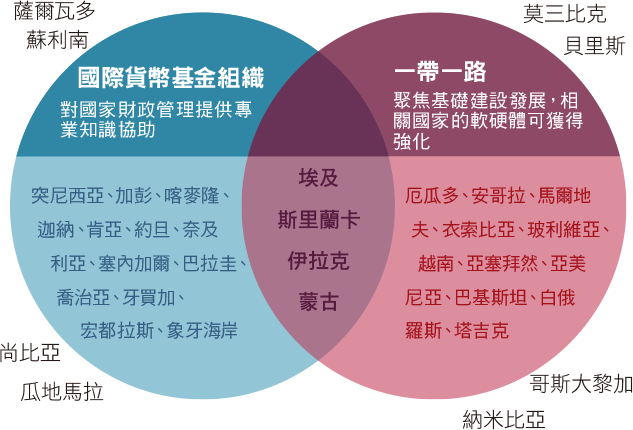 薩爾瓦多
蘇利南
莫三比克
貝里斯
國際貨幣基金組織
對國家財政管理提供專
業知識協助
一帶一路
聚焦基礎建設發展，相
關國家的軟硬體可獲得
強化
突尼西亞、加彭、喀麥隆、
迦納、肯亞、約旦、奈及
利亞、塞內加爾、巴拉圭、
喬治亞、牙買加、
宏都拉斯、象牙海岸
埃及
斯里蘭卡
伊拉克
蒙古
厄瓜多、安哥拉、馬爾地
夫、衣索比亞、玻利維亞、
越南、亞塞拜然、亞美
尼亞、巴基斯坦、白俄
羅斯、塔吉克
尚比亞
瓜地馬拉
哥斯大黎加
納米比亞